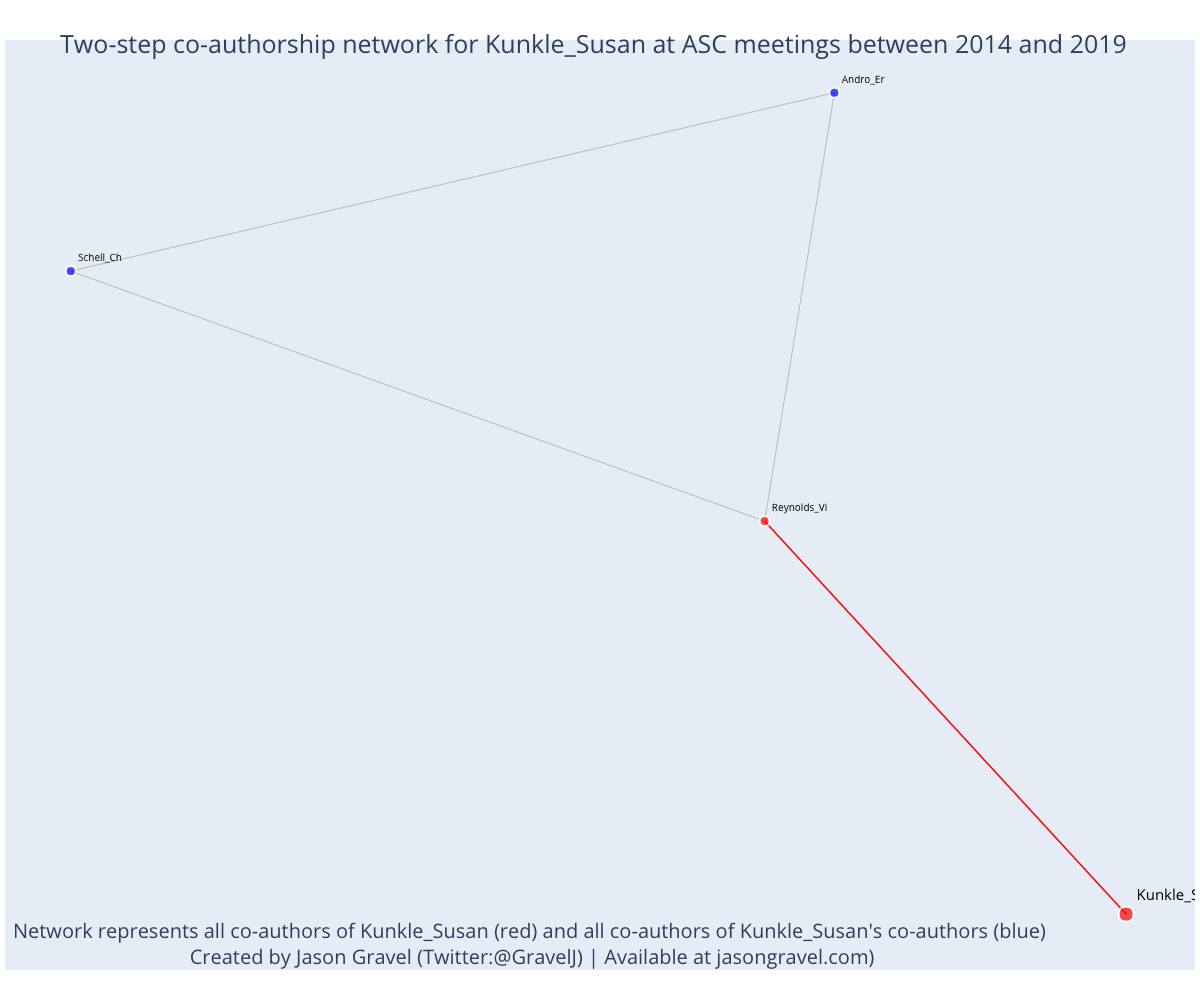 Two-step co-authorship network for Kunkle_Susan at ASC meetings between 2014 and 2019
Andro_Er
Schell_Ch
Reynolds_Vi
Kunkle_S
Network represents all co-authors of Kunkle_Susan (red) and all co-authors of Kunkle_Susan's co-authors (blue)
Created by Jason Gravel (Twitter:@GravelJ) | Available at jasongravel.com)